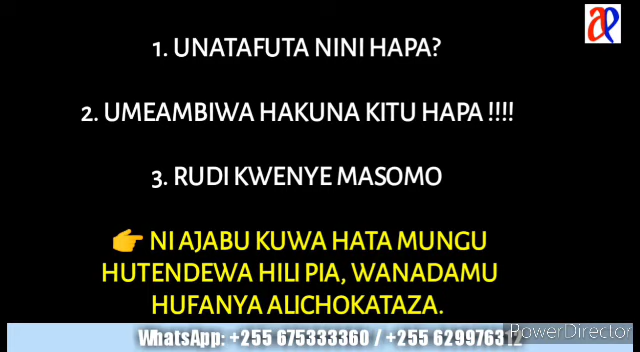 1. UNATAFUTA NINI HAPA?
2. UMEAMBIWA HAKUNA KITU HAPA !!!!
3. RUDI KWENYE MASOMO
👉 NI AJABU KUWA HATA MUNGU
HUTENDEWA HILI PIA, WANADAMU
HUFANYA ALICHOKATAZA.
WhatsApp: +255 675333360 / +255 629976312
PowerDirector